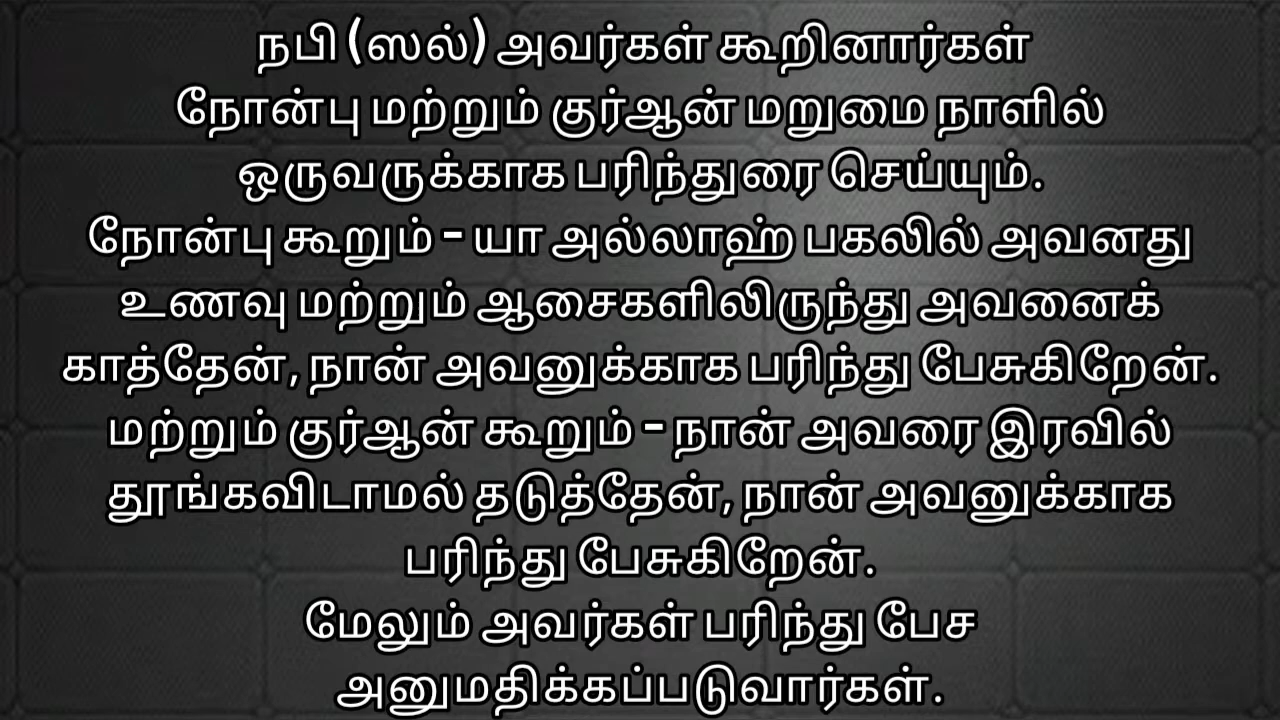 நபி (ஸல்) அவர்கள் கூறினார்கள்
நோன்பு மற்றும் குர்ஆன் மறுமை நாளில்
ஒருவருக்காக பரிந்துரை செய்யும்.
நோன்பு கூறும் - யா அல்லாஹ் பகலில் அவனது
உணவு மற்றும் ஆசைகளிலிருந்து அவனைக்
காத்தேன், நான் அவனுக்காக பரிந்து பேசுகிறேன்.
மற்றும் குர்ஆன் கூறும் - நான் அவரை இரவில்
தூங்கவிடாமல் தடுத்தேன், நான் அவனுக்காக
பரிந்து பேசுகிறேன்.
மேலும் அவர்கள் பரிந்து பேச
அனுமதிக்கப்படுவார்கள்.